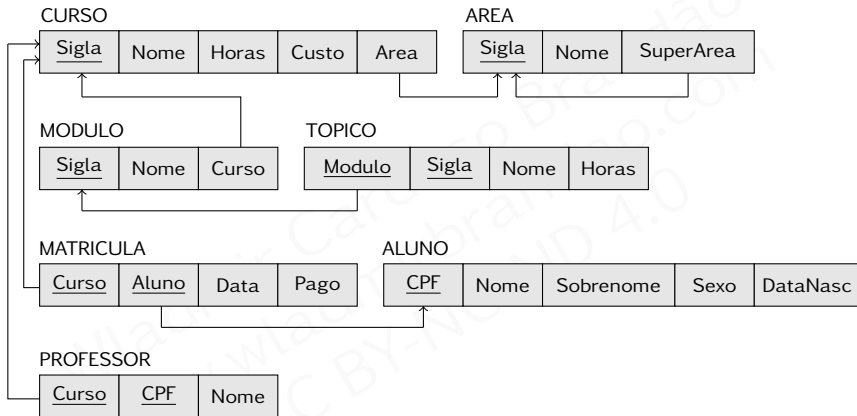 CURSO AREA
Sigla Nome Horas Custo Area Sigla Nome SuperArea
MODULO TOPICO
Sigla Nome Curso Modulo Sigla Nome Horas
MATRICULA ALUNO
Curso Aluno Data Pago CPF Nome Sobrenome Sexo DataNasc
PROFESSOR
Curso CPF Nome